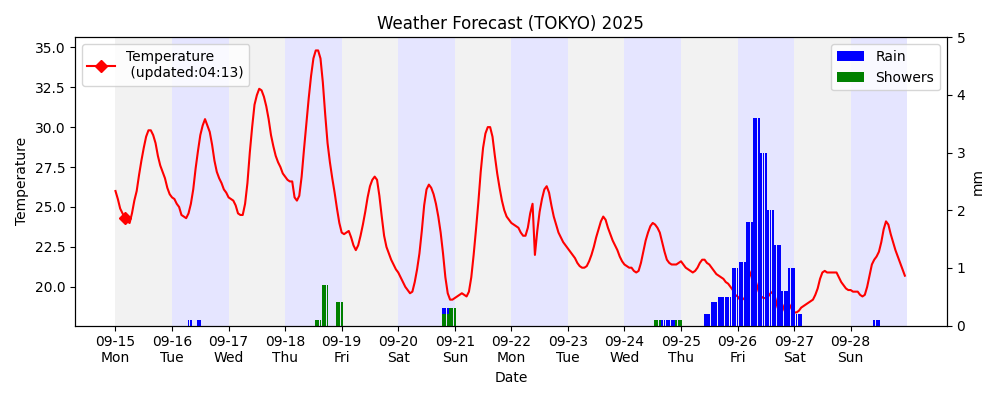 Weather Forecast (TOKYO) 2025
Temperature
(updated:04:13)
Rain
Showers
35.0
32.5
30.0
27.5
25.0
22.5
20.0
Temperature
5
4
3
2
1
0
mm
09-15 09-16 09-17 09-18 09-19 09-20 09-21 09-22 09-23 09-24 09-25 09-26 09-27 09-28
Mon Tue Wed Thu Fri Sat Sun Mon Tue Wed Thu Fri Sat Sun
Date